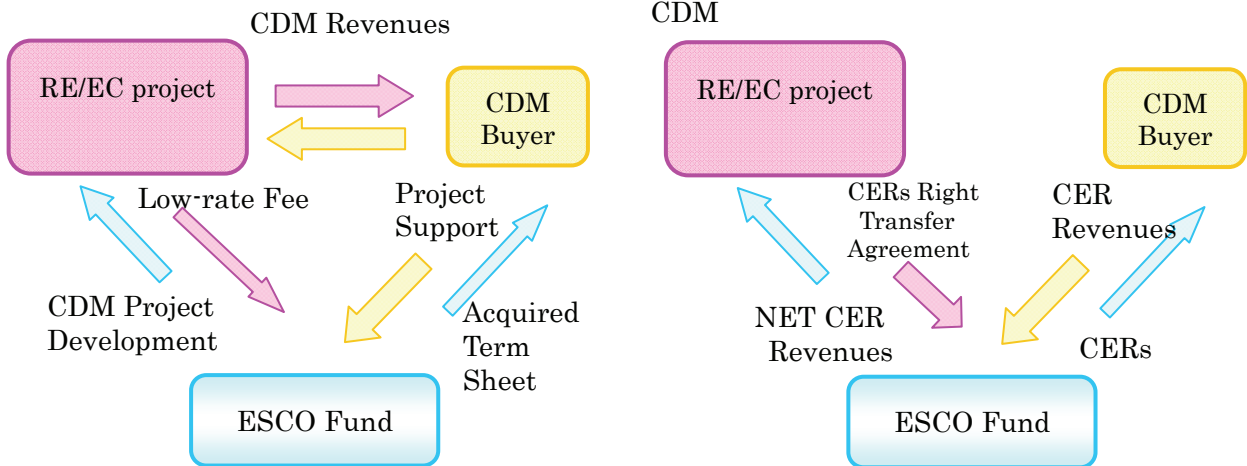 CDM Revenues
RE/EC project
CDM
Buyer
Low-rate Fee
Project
Support
CDM Project
Development
Acquired
Term
Sheet
ESCO Fund
CDM
RE/EC project
CDM
Buyer
CERs Right
Transfer
Agreement
CER
Revenues
NET CER
Revenues
CERs
ESCO Fund